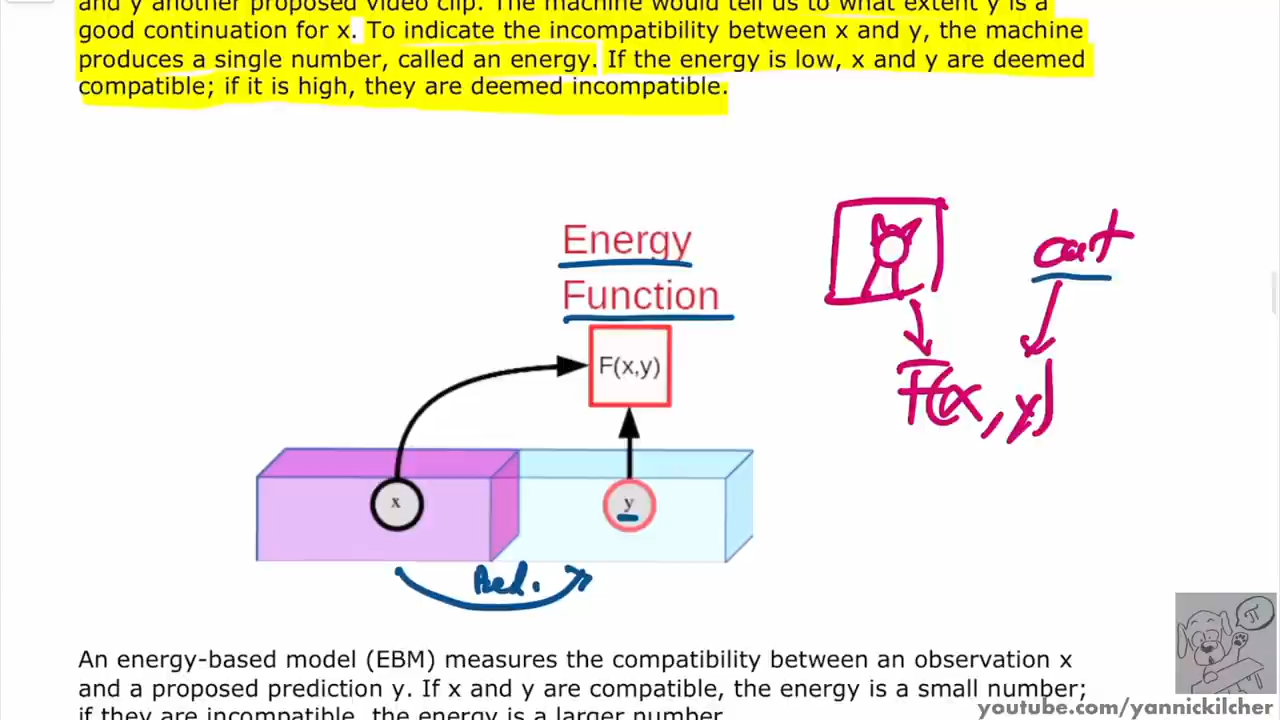 and y another proposed video clip. The machine would tell us to what extent y is a
good continuation for x. To indicate the incompatibility between x and y, the machine
produces a single number, called an energy. If the energy is low, x and y are deemed
compatible; if it is high, they are deemed incompatible.
Energy
Function
cat
F(x,y)
F(x,y)
x
y
Pred.
π
An energy-based model (EBM) measures the compatibility between an observation x
and a proposed prediction y. If x and y are compatible, the energy is a small number;
if they are incompatible, the energy is a larger number.
youtube.com/yannickilcher